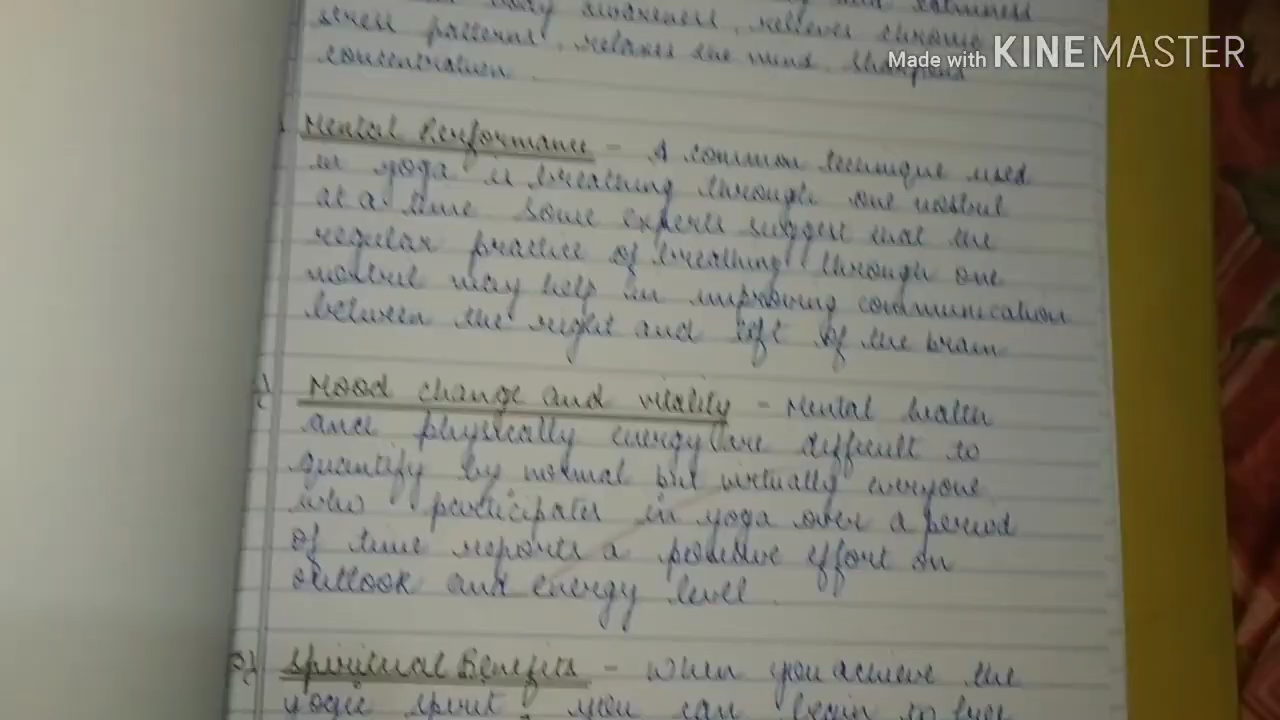 body awareness, relieves chronic
stress patterns, relaxes the mind, sharpens
concentration.
Made with KINEMASTER
Mental Performance - A common technique used
in yoga is breathing through one nostril
at a time some experts suggest that the
regular practice of breathing through one
nostril may help in improving communication
between the right and left of the brain
Mood change and vitality - Mental health
and physically energy are difficult to
quantify by normal but virtually everyone
who participates in yoga over a period
of time reports a positive effort on
outlook and energy level.
Spiritual Benefits - When you achieve the
yogic spirit, you can begin to feel